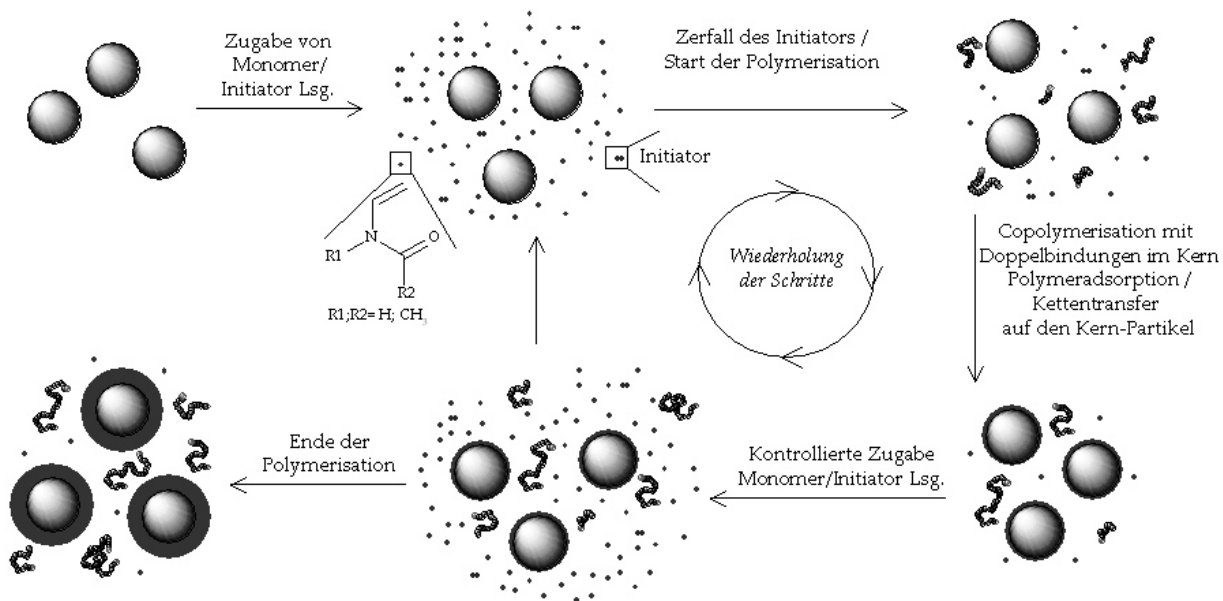 Zugabe von
Monomer/
Initiator Lsg.
Zerfall des Initiators /
Start der Polymerisation
Initiator
N
O
R1
R2
R1;R2= H; CH3
Wiederholung
der Schritte
Copolymerisation mit
Doppelbindungen im Kern
Polymeradsorption /
Kettentransfer
auf den Kern-Partikel
Kontrollierte Zugabe
Monomer/Initiator Lsg.
Ende der
Polymerisation